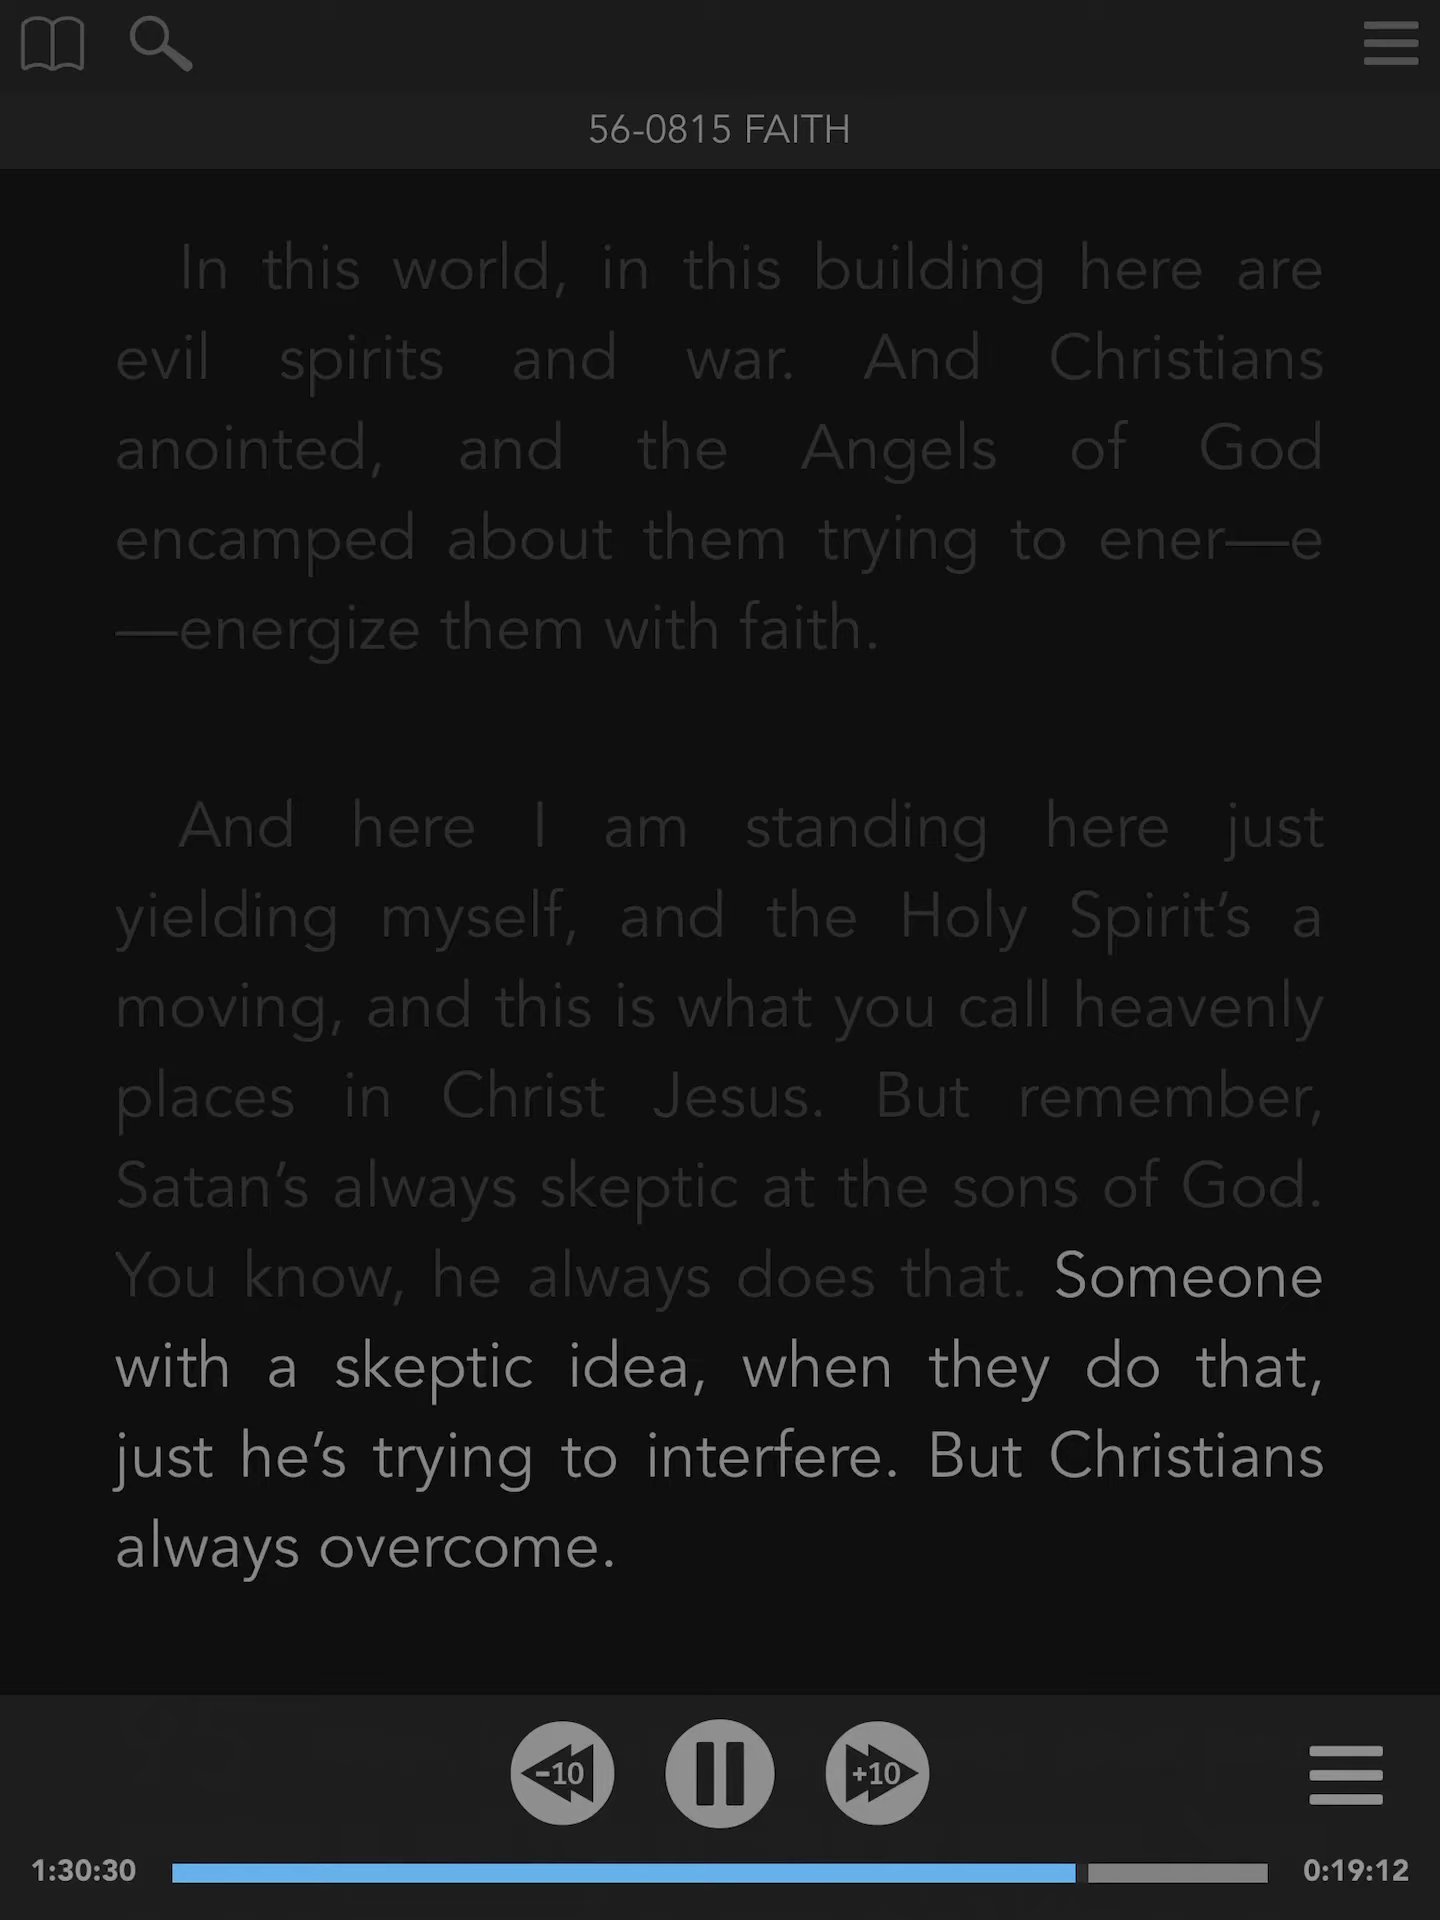 56-0815 FAITH
In this world, in this building here are
evil spirits and war. And Christians
anointed, and the Angels of God
encamped about them trying to ener—e
—energize them with faith.
And here I am standing here just
yielding myself, and the Holy Spirit’s a
moving, and this is what you call heavenly
places in Christ Jesus. But remember,
Satan’s always skeptic at the sons of God.
You know, he always does that. Someone
with a skeptic idea, when they do that,
just he’s trying to interfere. But Christians
always overcome.
-10 +10
1:30:30 0:19:12